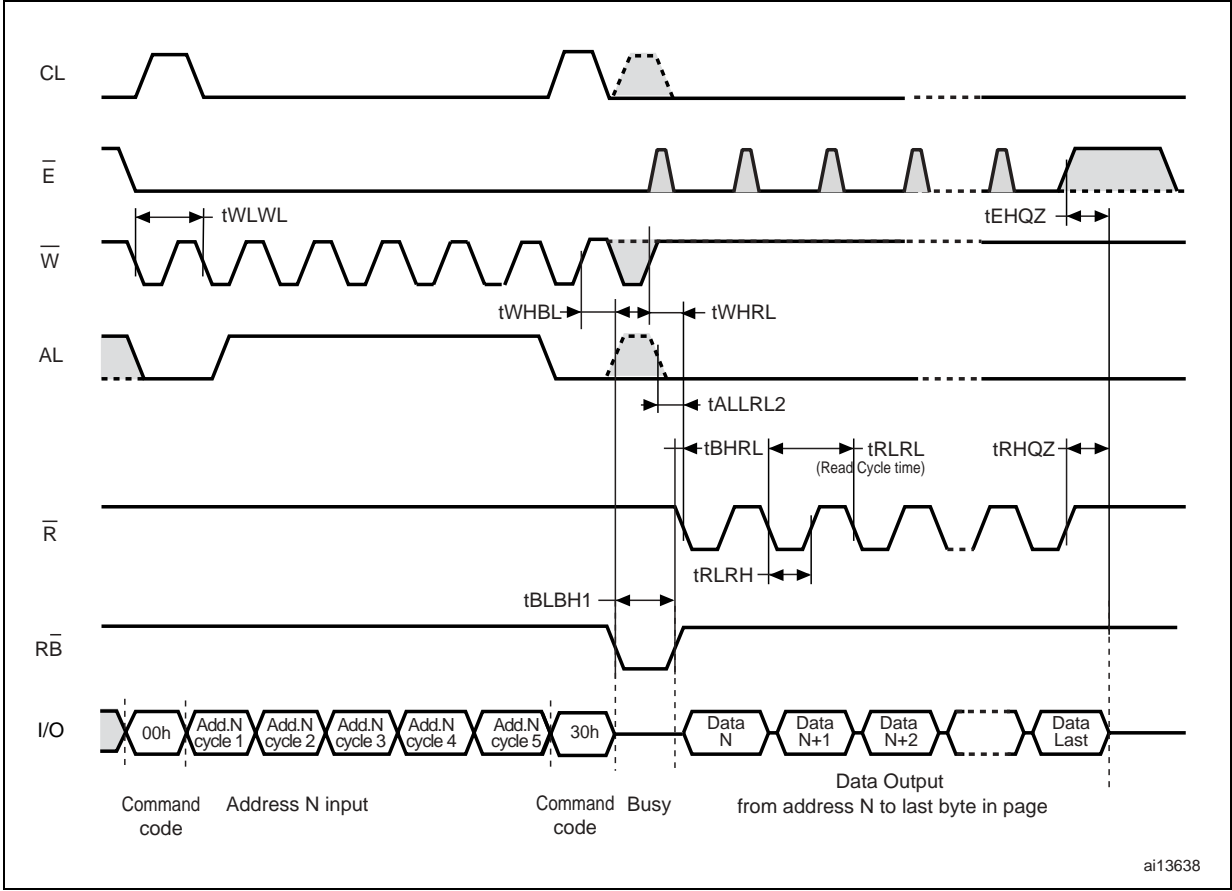 CL
E
tWLWL
tEHQZ
W
tWHBL
tWHRL
AL
tALLRL2
tBHRL
tRLRL
tRHQZ
(Read Cycle time)
R
tRLRH
tBLBH1
RB
I/O
00h
Add.N
cycle 1
Add.N
cycle 2
Add.N
cycle 3
Add.N
cycle 4
Add.N
cycle 5
30h
Data
N
Data
N+1
Data
N+2
Data
Last
Command
code
Address N input
Command
code
Busy
Data Output
from address N to last byte in page
ai13638